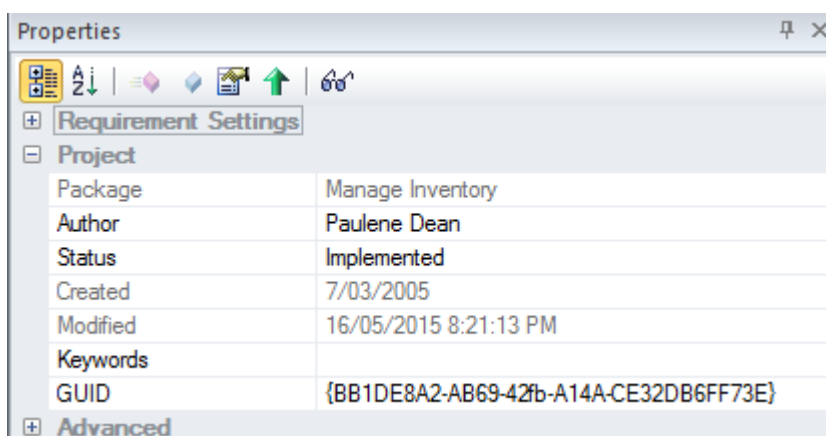 Properties
Requirement Settings
Project
Package Manage Inventory
Author Paulene Dean
Status Implemented
Created 7/03/2005
Modified 16/05/2015 8:21:13 PM
Keywords
GUID {BB1DE8A2-AB69-42fb-A14A-CE32DB6FF73E}
Advanced